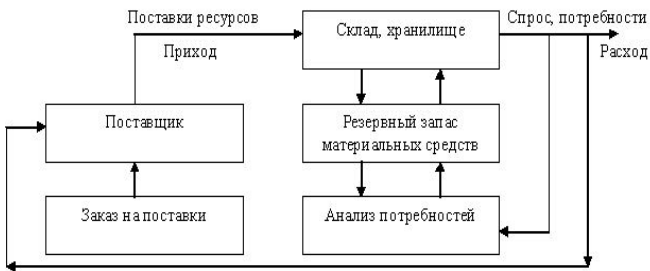 Поставки ресурсов
Приход
Склад, хранилище
Спрос, потребности
Расход
Поставщик
Резервный запас
материальных средств
Заказ на поставки
Анализ потребностей